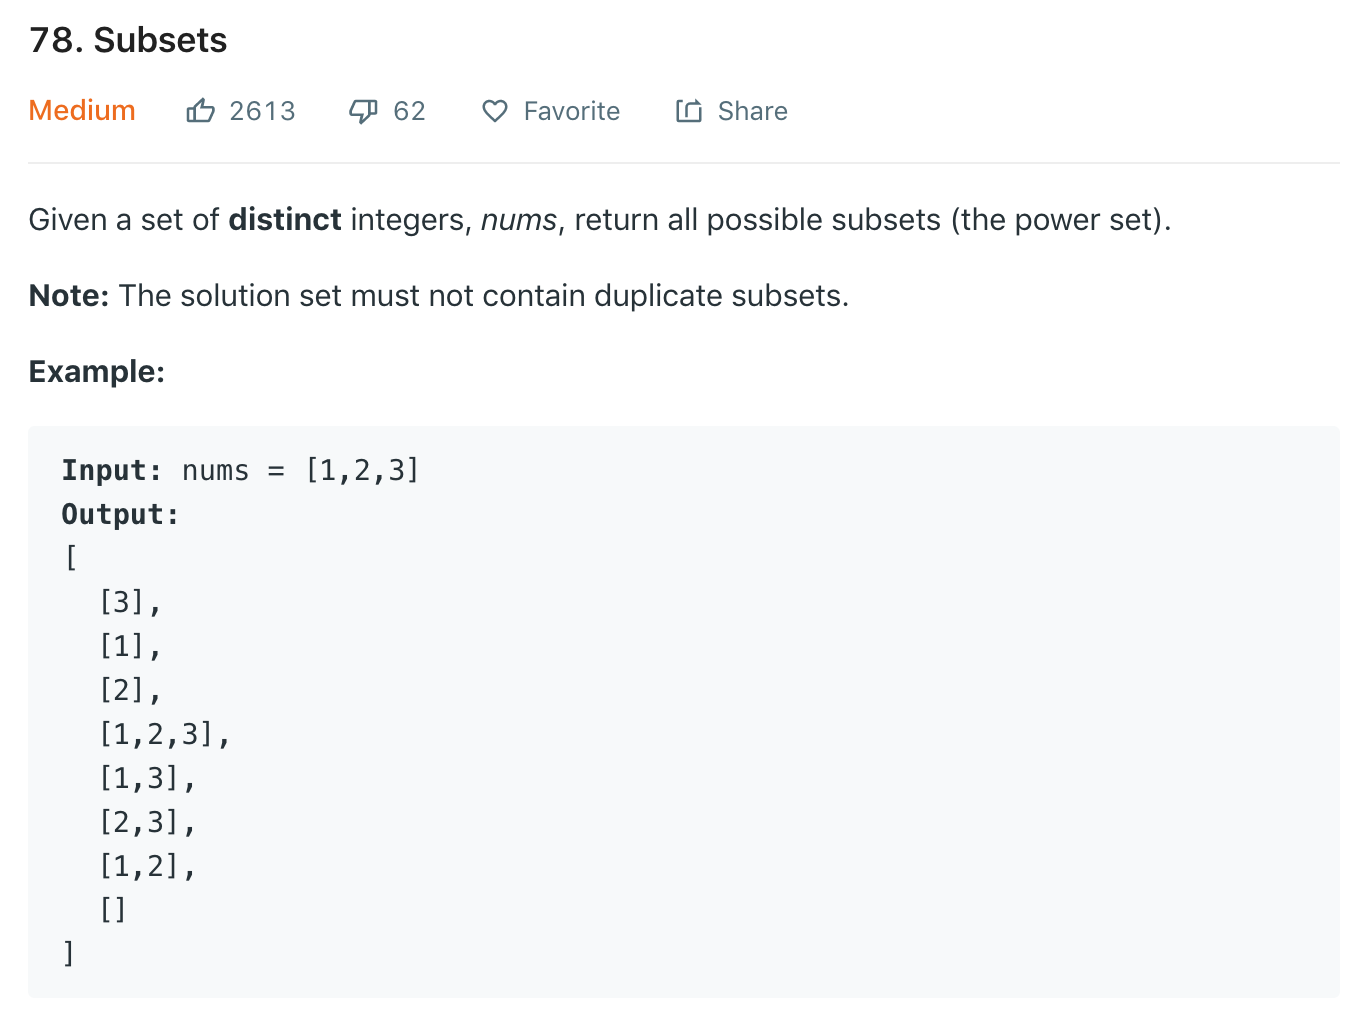 78. Subsets
Medium 2613 62 Favorite Share
Given a set of distinct integers, nums, return all possible subsets (the power set).
Note: The solution set must not contain duplicate subsets.
Example:
Input: nums = [1,2,3]
Output:
[
  [3],
  [1],
  [2],
  [1,2,3],
  [1,3],
  [2,3],
  [1,2],
  []
]